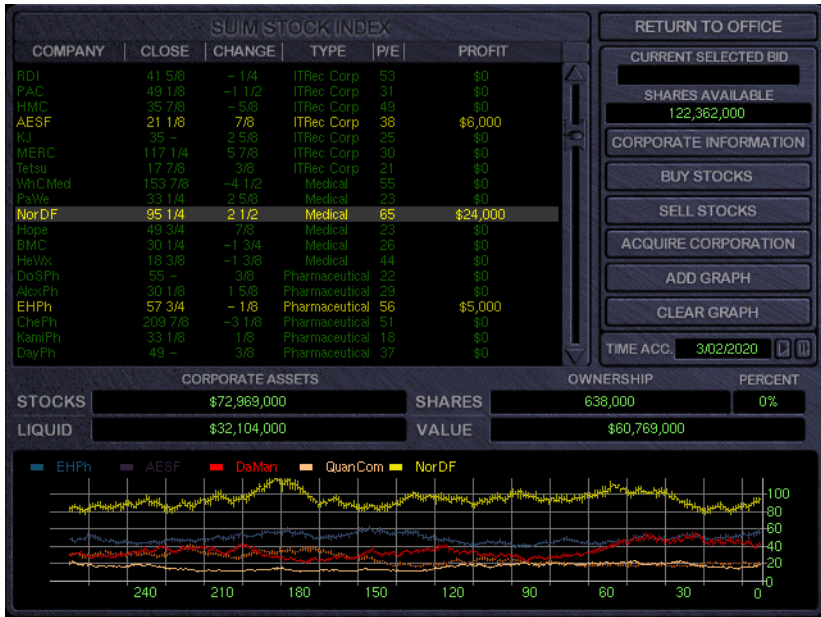 SUIM STOCK INDEX
COMPANY CLOSE CHANGE TYPE P/E PROFIT
RDI 41 5/8 – 1/4 ITRec Corp 53 $0
PAC 49 1/8 –1 1/2 ITRec Corp 31 $0
HMC 35 7/8 – 5/8 ITRec Corp 49 $0
AESF 21 1/8 7/8 ITRec Corp 38 $6,000
KJ 35 – 2 5/8 ITRec Corp 25 $0
MERC 117 1/4 5 7/8 ITRec Corp 30 $0
Tetsu 17 7/8 3/8 ITRec Corp 21 $0
WhCMed 153 7/8 –4 1/2 Medical 55 $0
PaWe 33 1/4 2 5/8 Medical 23 $0
NorDF 95 1/4 2 1/2 Medical 65 $24,000
Hope 49 3/4 7/8 Medical 23 $0
BMC 30 1/4 –1 3/4 Medical 26 $0
HeWx 18 3/8 –1 3/8 Medical 44 $0
DoSPh 55 – 3/8 Pharmaceutical 22 $0
AlcxPh 30 1/8 1 5/8 Pharmaceutical 29 $0
EHPh 57 3/4 – 1/8 Pharmaceutical 56 $5,000
ChePh 209 7/8 –3 1/8 Pharmaceutical 51 $0
KamiPh 33 1/8 1/8 Pharmaceutical 18 $0
DayPh 49 – 3/8 Pharmaceutical 37 $0
RETURN TO OFFICE
CURRENT SELECTED BID
SHARES AVAILABLE
122,362,000
CORPORATE INFORMATION
BUY STOCKS
SELL STOCKS
ACQUIRE CORPORATION
ADD GRAPH
CLEAR GRAPH
TIME ACC. 3/02/2020
CORPORATE ASSETS OWNERSHIP PERCENT
STOCKS $72,969,000 SHARES 638,000 0%
LIQUID $32,104,000 VALUE $60,769,000
EHPh AESF DaMan QuanCom NorDF
100
80
60
40
20
0
240 210 180 150 120 90 60 30 0